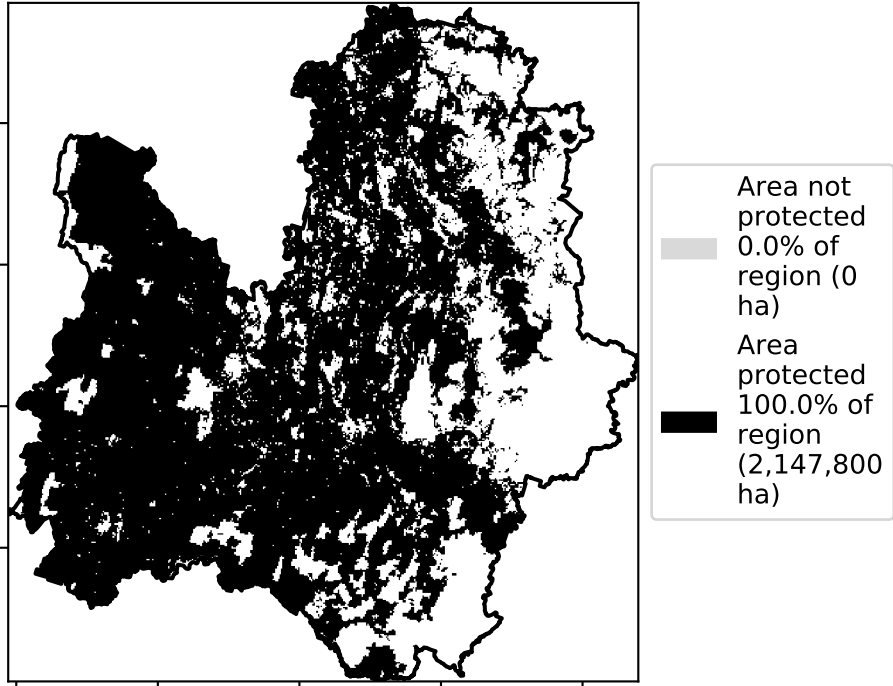 Area not
protected
0.0% of
region (0
ha)
Area
protected
100.0% of
region
(2,147,800
ha)